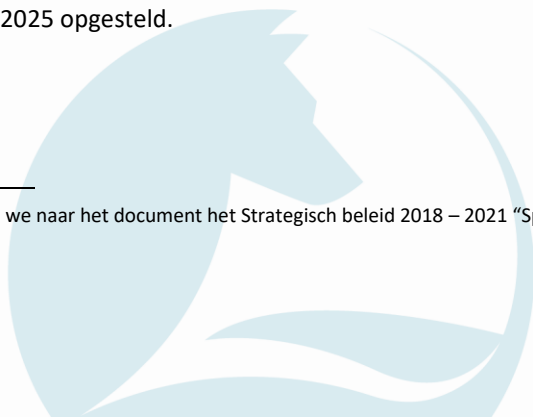 2025 opgesteld.
we naar het document het Strategisch beleid 2018 – 2021 “Sp